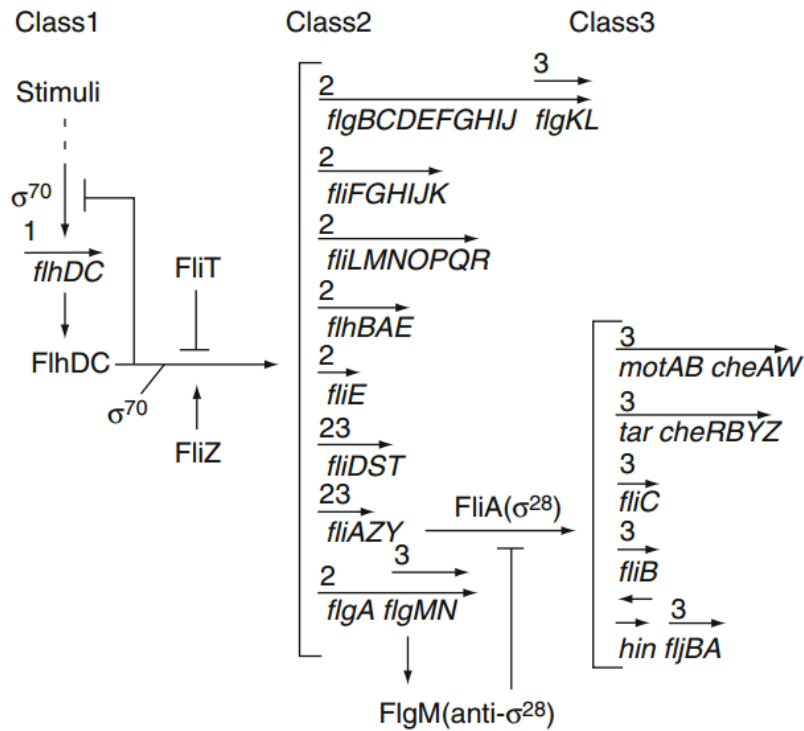 Class1 Class2 Class3
Stimuli
σ70
1
flhDC
FlhDC
σ70
FliT
FliZ
2 3
flgBCDEFGHIJ flgKL
2
fliFGHIJK
2
fliLMNOPQR
2
flhBAE
2
fliE
23
fliDST
23
fliAZY
2 3
flgA flgMN
FlgM(anti-σ28)
FliA(σ28)
3
motAB cheAW
3
tar cheRBYZ
3
fliC
3
fliB
3
hin fljBA